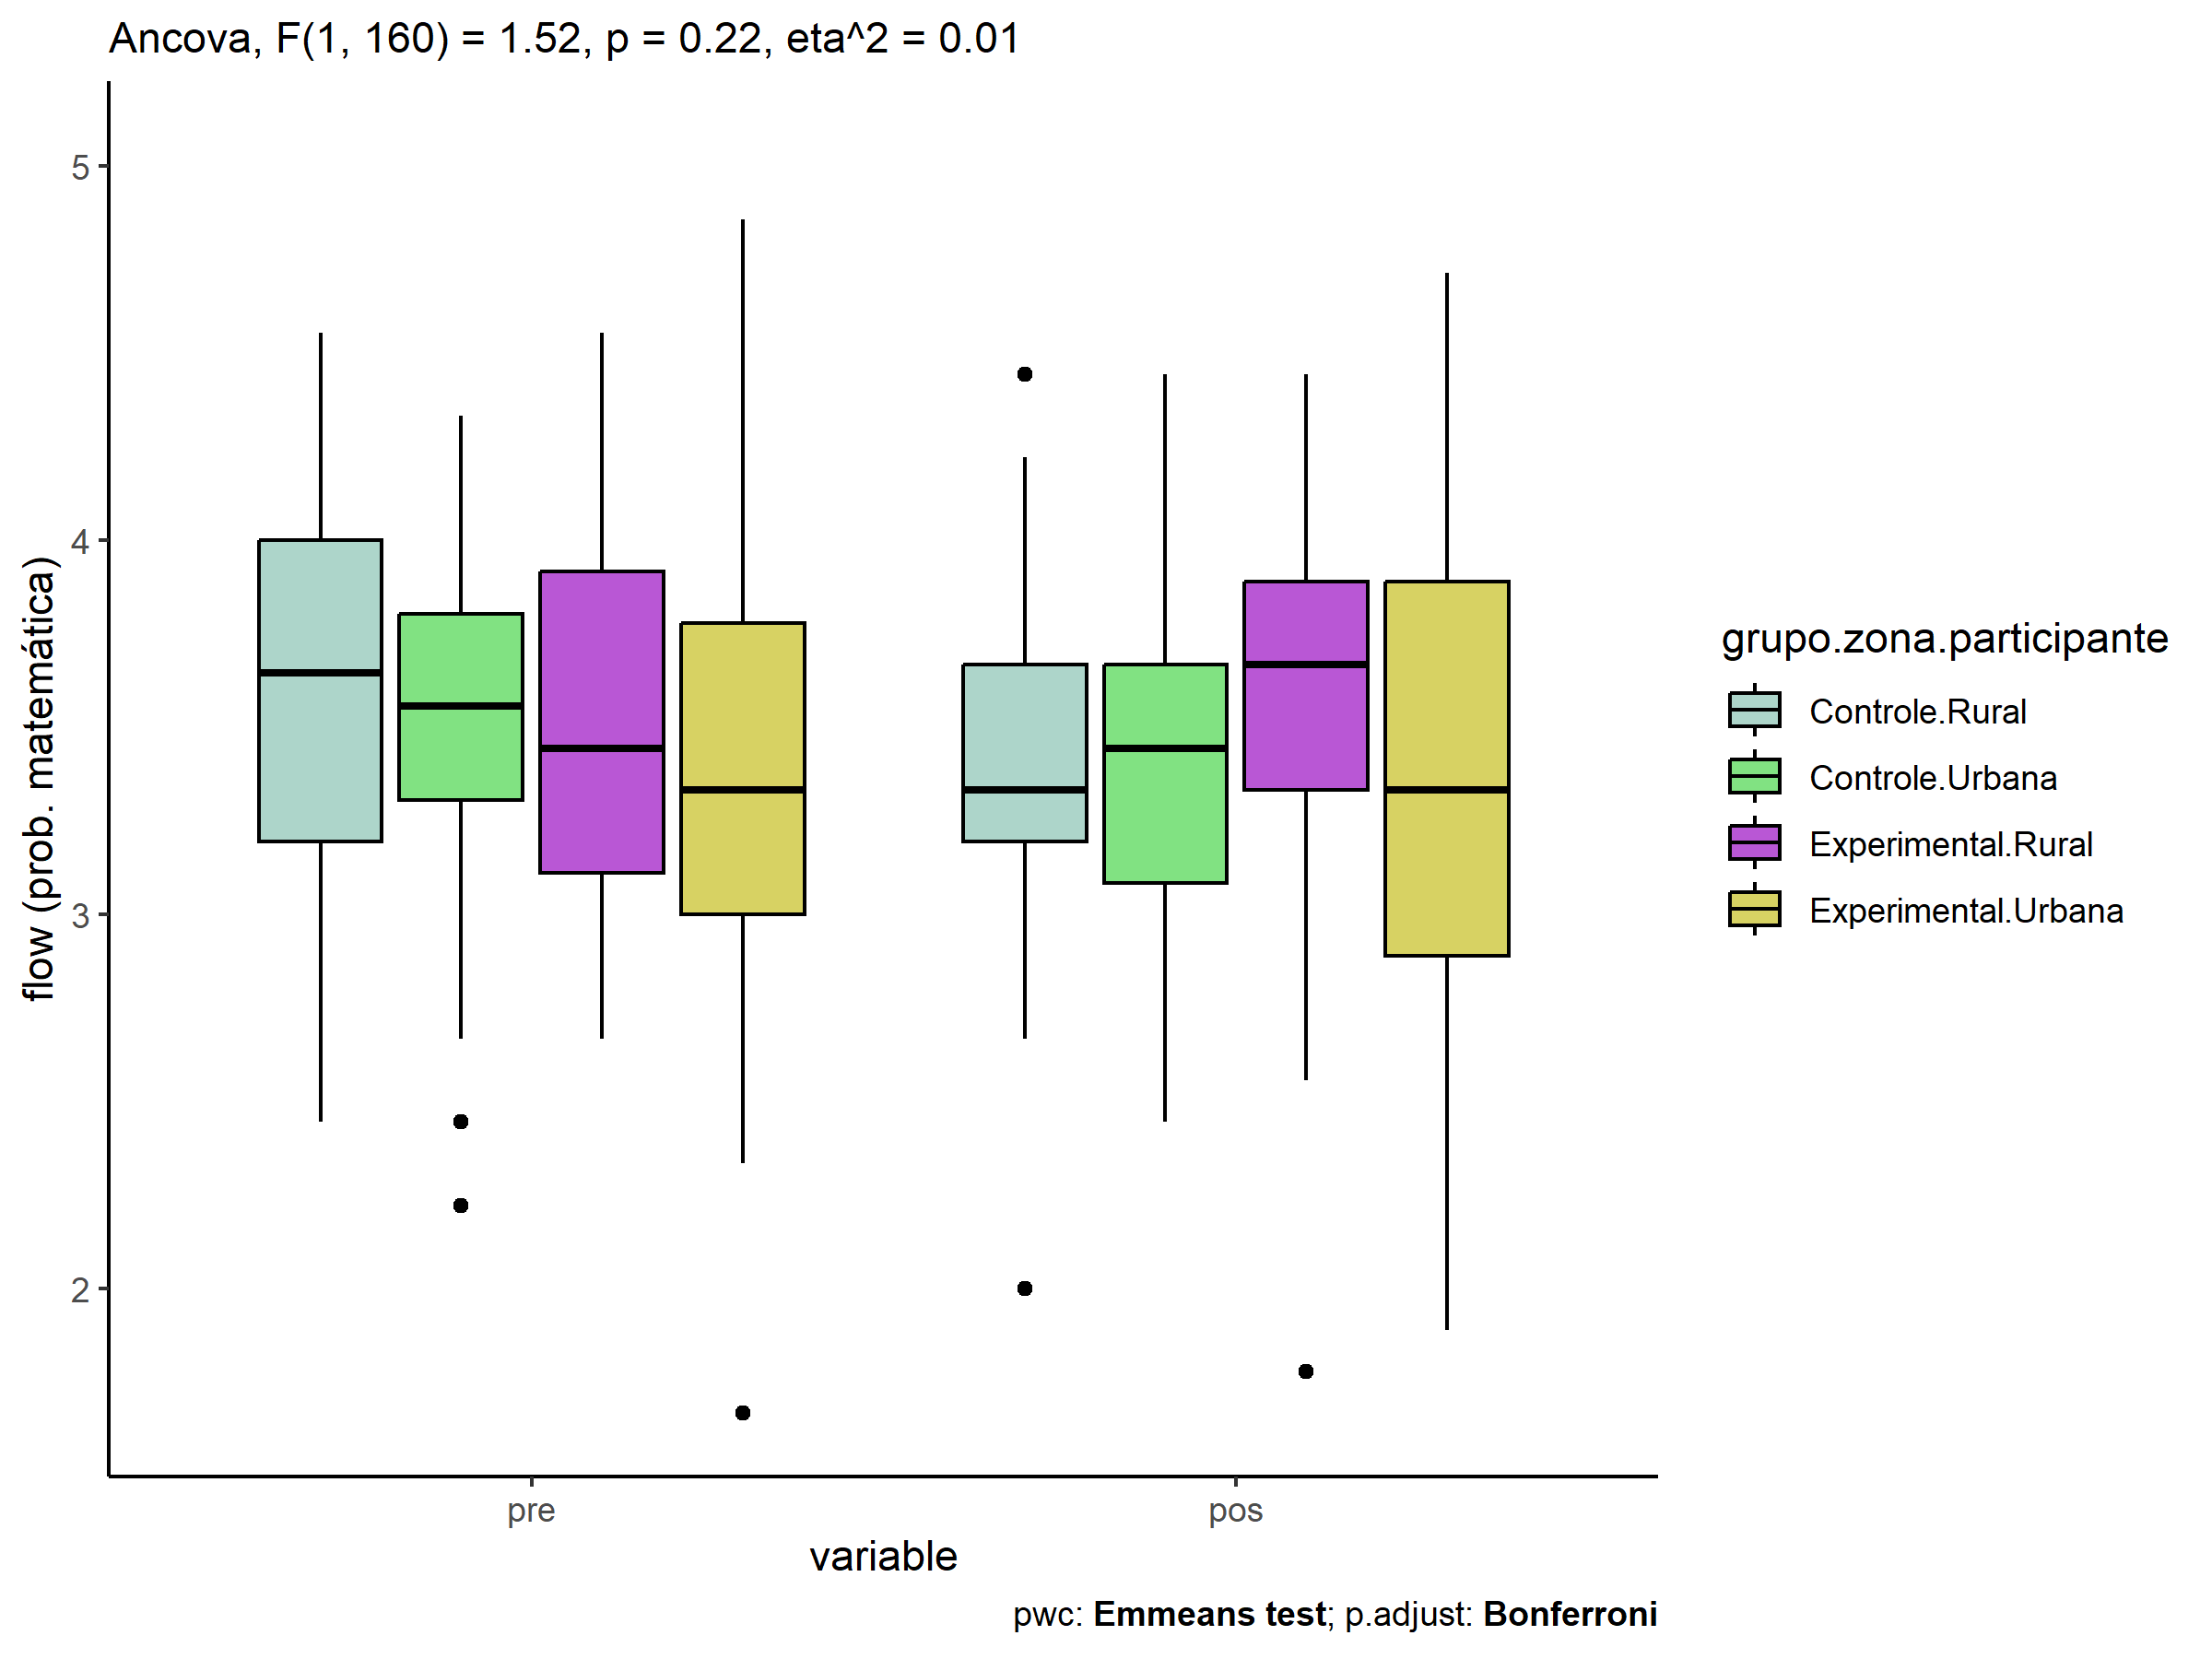 Ancova, F(1, 160) = 1.52, p = 0.22, eta^2 = 0.01
5
4
3
2
flow (prob. matemática)
pre
pos
variable
pwc: Emmeans test; p.adjust: Bonferroni
grupo.zona.participante
Controle.Rural
Controle.Urbana
Experimental.Rural
Experimental.Urbana